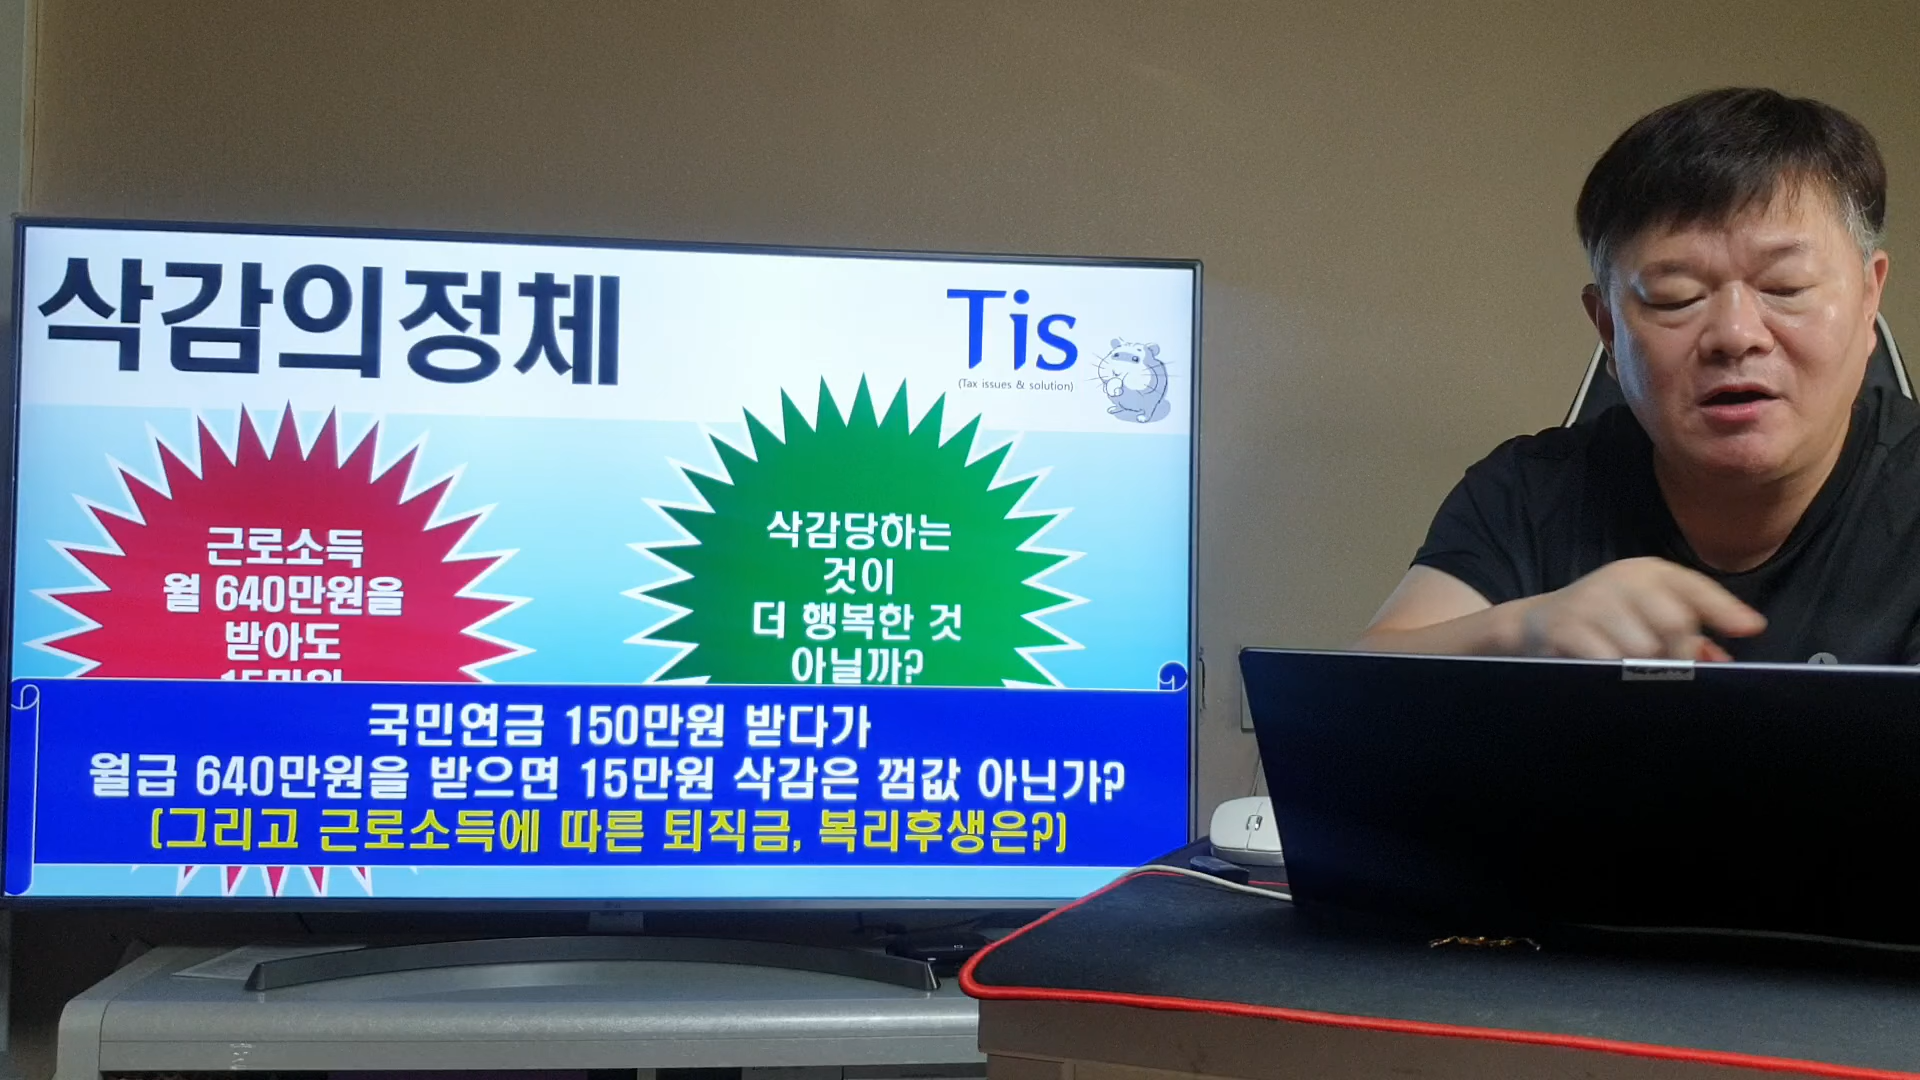 삭감의정체
Tis
(Tax issues & solution)
근로소득
월 640만원을
받아도
15만원
삭감당하는
것이
더 행복한 것
아닐까?
국민연금 150만원 받다가
월급 640만원을 받으면 15만원 삭감은 껌값 아닌가?
(그리고 근로소득에 따른 퇴직금, 복리후생은?)